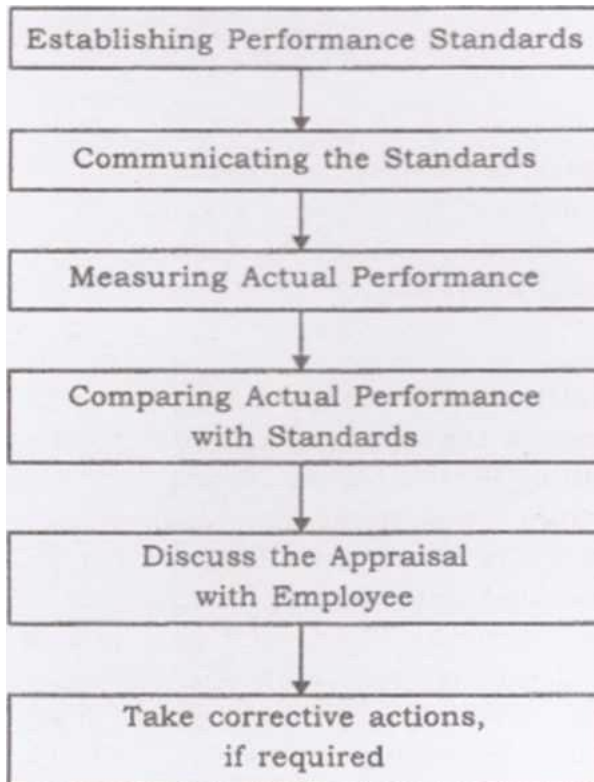 Establishing Performance Standards
Communicating the Standards
Measuring Actual Performance
Comparing Actual Performance
with Standards
Discuss the Appraisal
with Employee
Take corrective actions,
if required